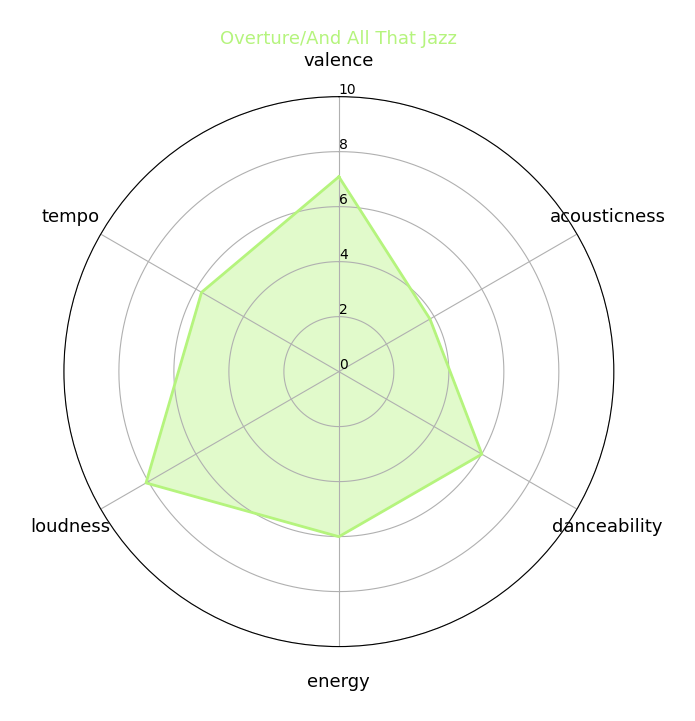 Overture/And All That Jazz
valence
10
8
tempo
acousticness
6
4
2
0
loudness
danceability
energy